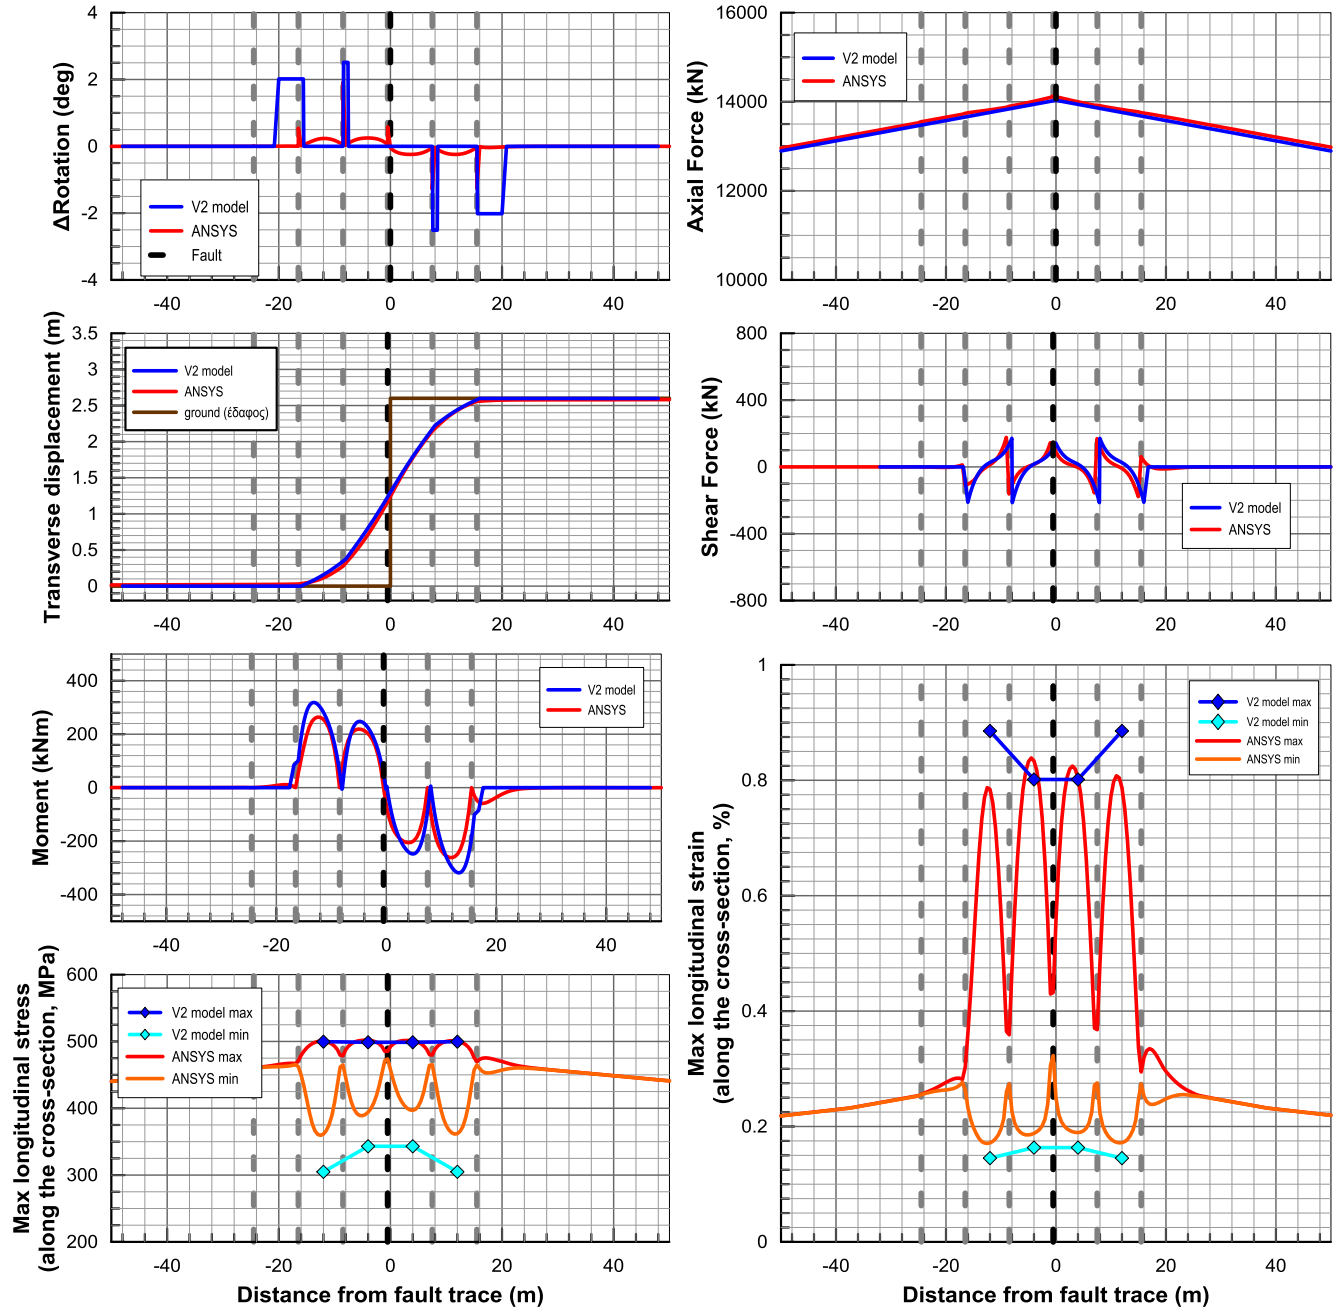 ΔRotation (deg)
4
2
0
-2
-4
V2 model
ANSYS
Fault
-40
-20
0
20
40
Axial Force (kN)
16000
14000
12000
10000
V2 model
ANSYS
-40
-20
0
20
40
Transverse displacement (m)
3.5
3
2.5
2
1.5
1
0.5
0
V2 model
ANSYS
ground (έδαφος)
-40
-20
0
20
40
Shear Force (kN)
800
400
0
-400
-800
V2 model
ANSYS
-40
-20
0
20
40
Moment (kNm)
400
200
0
-200
-400
V2 model
ANSYS
-40
-20
0
20
40
Max longitudinal stress
(along the cross-section, MPa)
600
500
400
300
200
V2 model max
V2 model min
ANSYS max
ANSYS min
-40
-20
0
20
40
Distance from fault trace (m)
Max longitudinal strain
(along the cross-section, %)
1
0.8
0.6
0.4
0.2
0
V2 model max
V2 model min
ANSYS max
ANSYS min
-40
-20
0
20
40
Distance from fault trace (m)